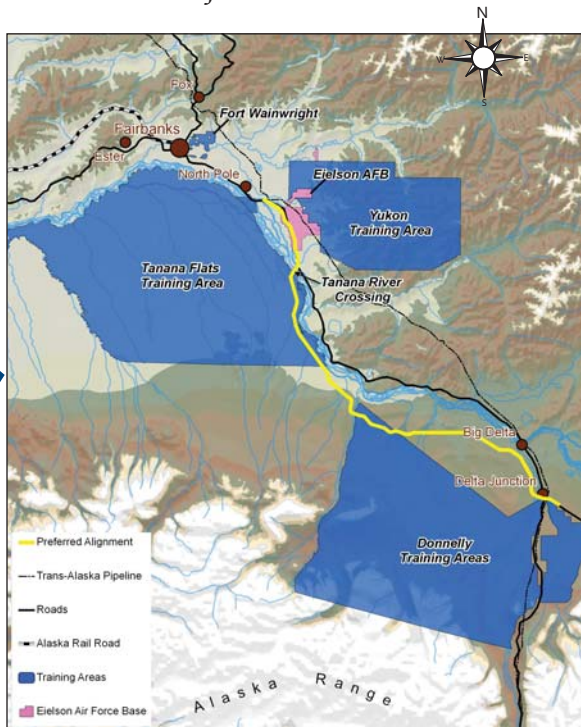 N
W
E
S
Fox
Fort Wainwright
Fairbanks
Ester
North Pole
Eielson AFB
Yukon
Training Area
Tanana Flats
Training Area
Tanana River
Crossing
Big Delta
Delta Junction
Donnelly
Training Areas
Preferred Alignment
Trans-Alaska Pipeline
Roads
Alaska Rail Road
Training Areas
Eielson Air Force Base
Alaska Range